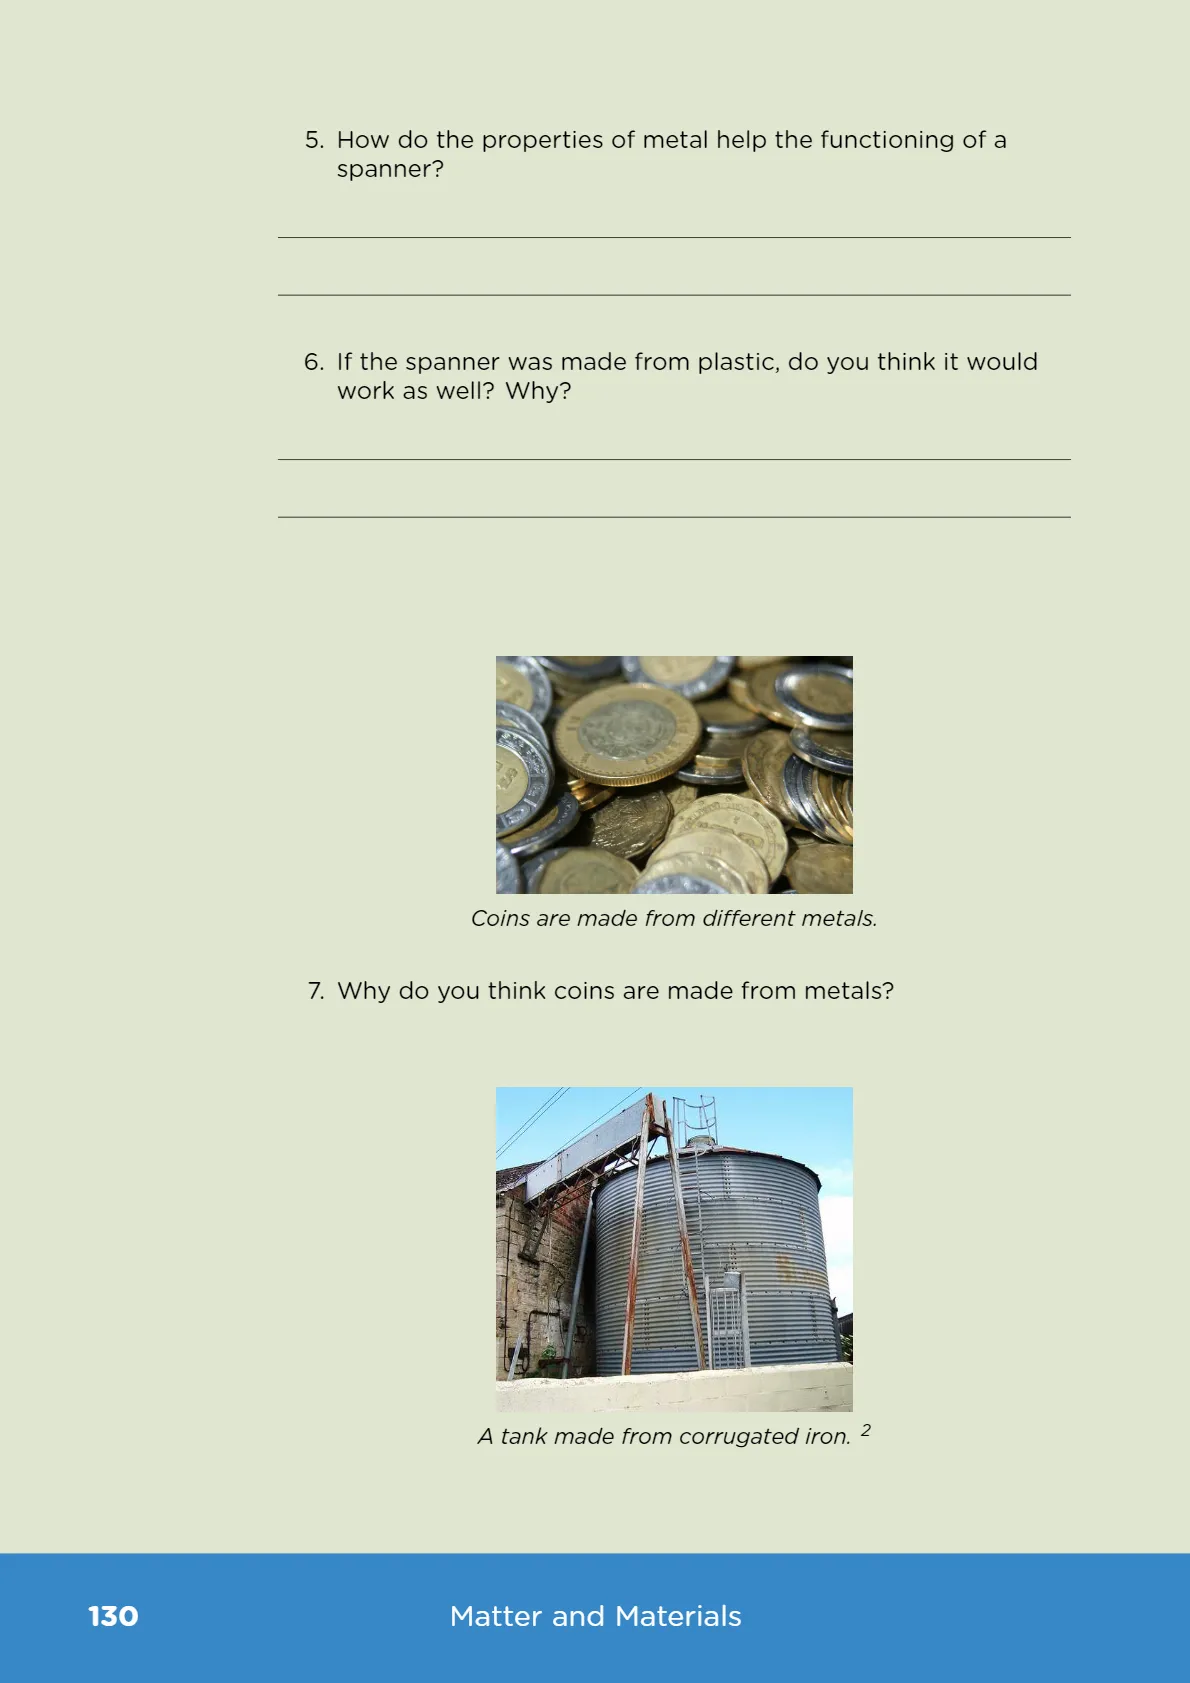 5. How do the properties of metal help the functioning of a
spanner?
6. If the spanner was made from plastic, do you think it would
work as well? Why?
Coins are made from different metals.
7. Why do you think coins are made from metals?
A tank made from corrugated iron. 2
130 Matter and Materials